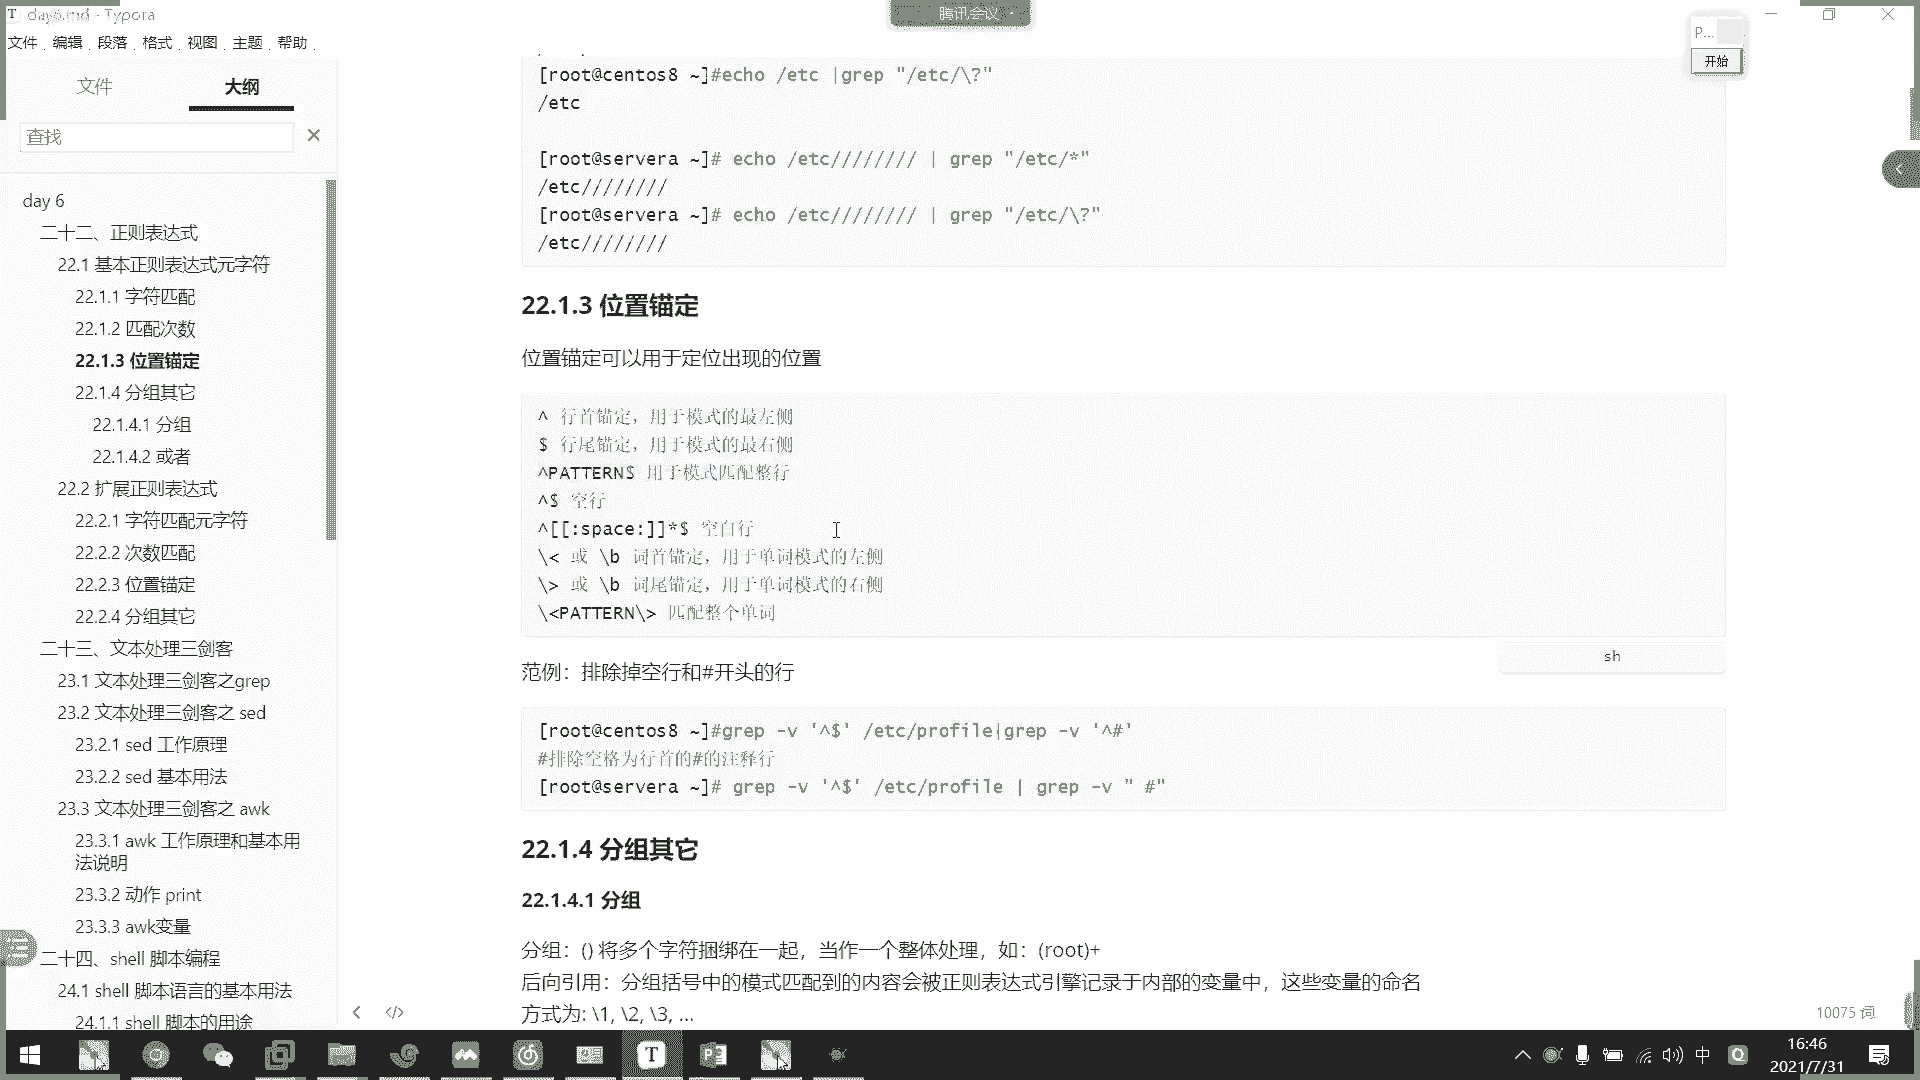 day6.md - Typora
腾讯会议
文件 编辑 段落 格式 视图 主题 帮助
P...
开始
文件 大纲
查找
day 6
二十二、正则表达式
22.1 基本正则表达式元字符
22.1.1 字符匹配
22.1.2 匹配次数
22.1.3 位置锚定
22.1.4 分组其它
22.1.4.1 分组
22.1.4.2 或者
22.2 扩展正则表达式
22.2.1 字符匹配元字符
22.2.2 次数匹配
22.2.3 位置锚定
22.2.4 分组其它
二十三、文本处理三剑客
23.1 文本处理三剑客之grep
23.2 文本处理三剑客之 sed
23.2.1 sed 工作原理
23.2.2 sed 基本用法
23.3 文本处理三剑客之 awk
23.3.1 awk 工作原理和基本用
法说明
23.3.2 动作 print
23.3.3 awk变量
二十四、shell 脚本编程
24.1 shell 脚本语言的基本用法
24.1.1 shell 脚本的用途
[root@centos8 ~]#echo /etc |grep "/etc/\?"
/etc
[root@servera ~]# echo /etc//////// | grep "/etc/*"
/etc////////
[root@servera ~]# echo /etc//////// | grep "/etc/\?"
/etc////////
22.1.3 位置锚定
位置锚定可以用于定位出现的位置
^ 行首锚定，用于模式的最左侧
$ 行尾锚定，用于模式的最右侧
^PATTERN$ 用于模式匹配整行
^$ 空行
^[[:space:]]*$ 空白行
\< 或 \b 词首锚定，用于单词模式的左侧
\> 或 \b 词尾锚定，用于单词模式的右侧
\<PATTERN\> 匹配整个单词
sh
范例：排除掉空行和#开头的行
[root@centos8 ~]#grep -v '^$' /etc/profile|grep -v '^#'
#排除空格为行首的#的注释行
[root@servera ~]# grep -v '^$' /etc/profile | grep -v " #"
22.1.4 分组其它
22.1.4.1 分组
分组：() 将多个字符捆绑在一起，当作一个整体处理，如：(root)+
后向引用：分组括号中的模式匹配到的内容会被正则表达式引擎记录于内部的变量中，这些变量的命名
方式为: \1, \2, \3, ...
10075 词
中
16:46
2021/7/31